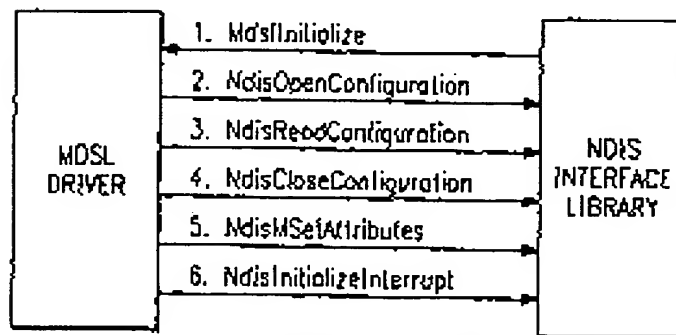 1. MdslInitialize
2. NdisOpenConfiguration
3. NdisReadConfiguration
4. NdisCloseConfiguration
5. NdisMSetAttributes
6. NdisInitializeInterrupt
MDSL
DRIVER
NDIS
INTERFACE
LIBRARY